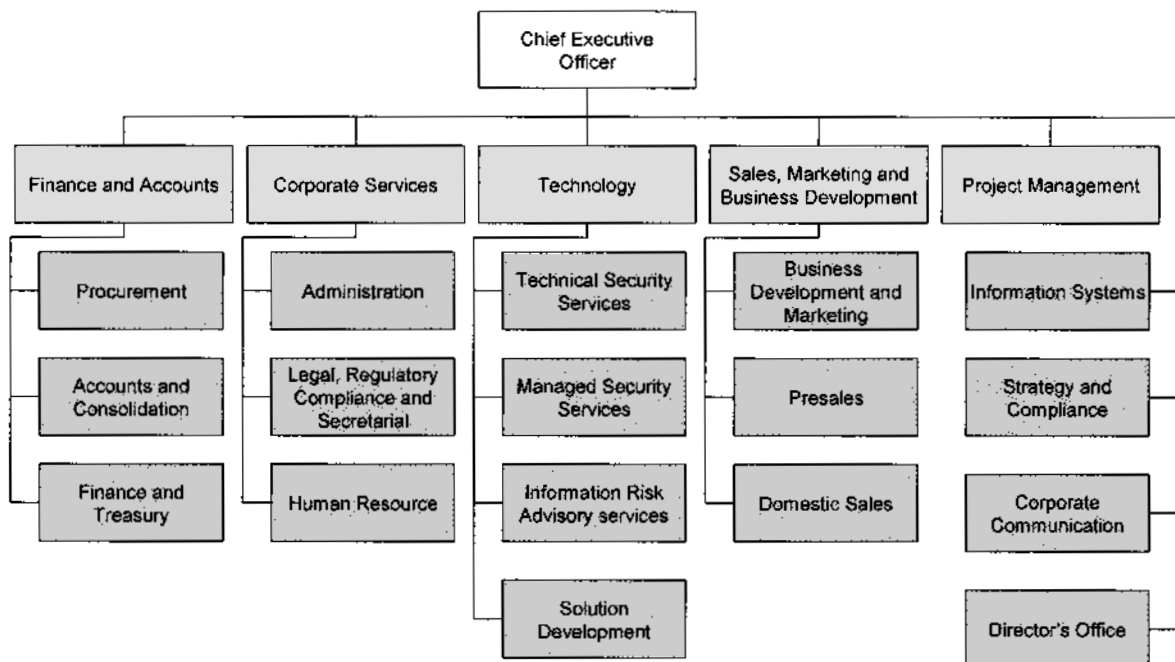 Chief Executive
Officer
Finance and Accounts
Corporate Services
Technology
Sales, Marketing and
Business Development
Project Management
Procurement
Administration
Technical Security
Services
Business
Development and
Marketing
Information Systems
Accounts and
Consolidation
Legal, Regulatory
Compliance and
Secretarial
Managed Security
Services
Presales
Strategy and
Compliance
Finance and
Treasury
Human Resource
Information Risk
Advisory services
Domestic Sales
Corporate
Communication
Solution
Development
Director's Office